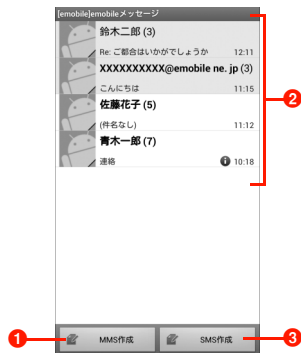 [emobile]emobileメッセージ
鈴木二郎 (3)
Re: ご都合はいかがでしょうか 12:11
XXXXXXXXXX@emobile ne. jp (3)
こんにちは 11:15
佐藤花子 (5)
(件名なし) 11:12
青木一郎 (7)
連絡 10:18
MMS作成 SMS作成
1
2
3